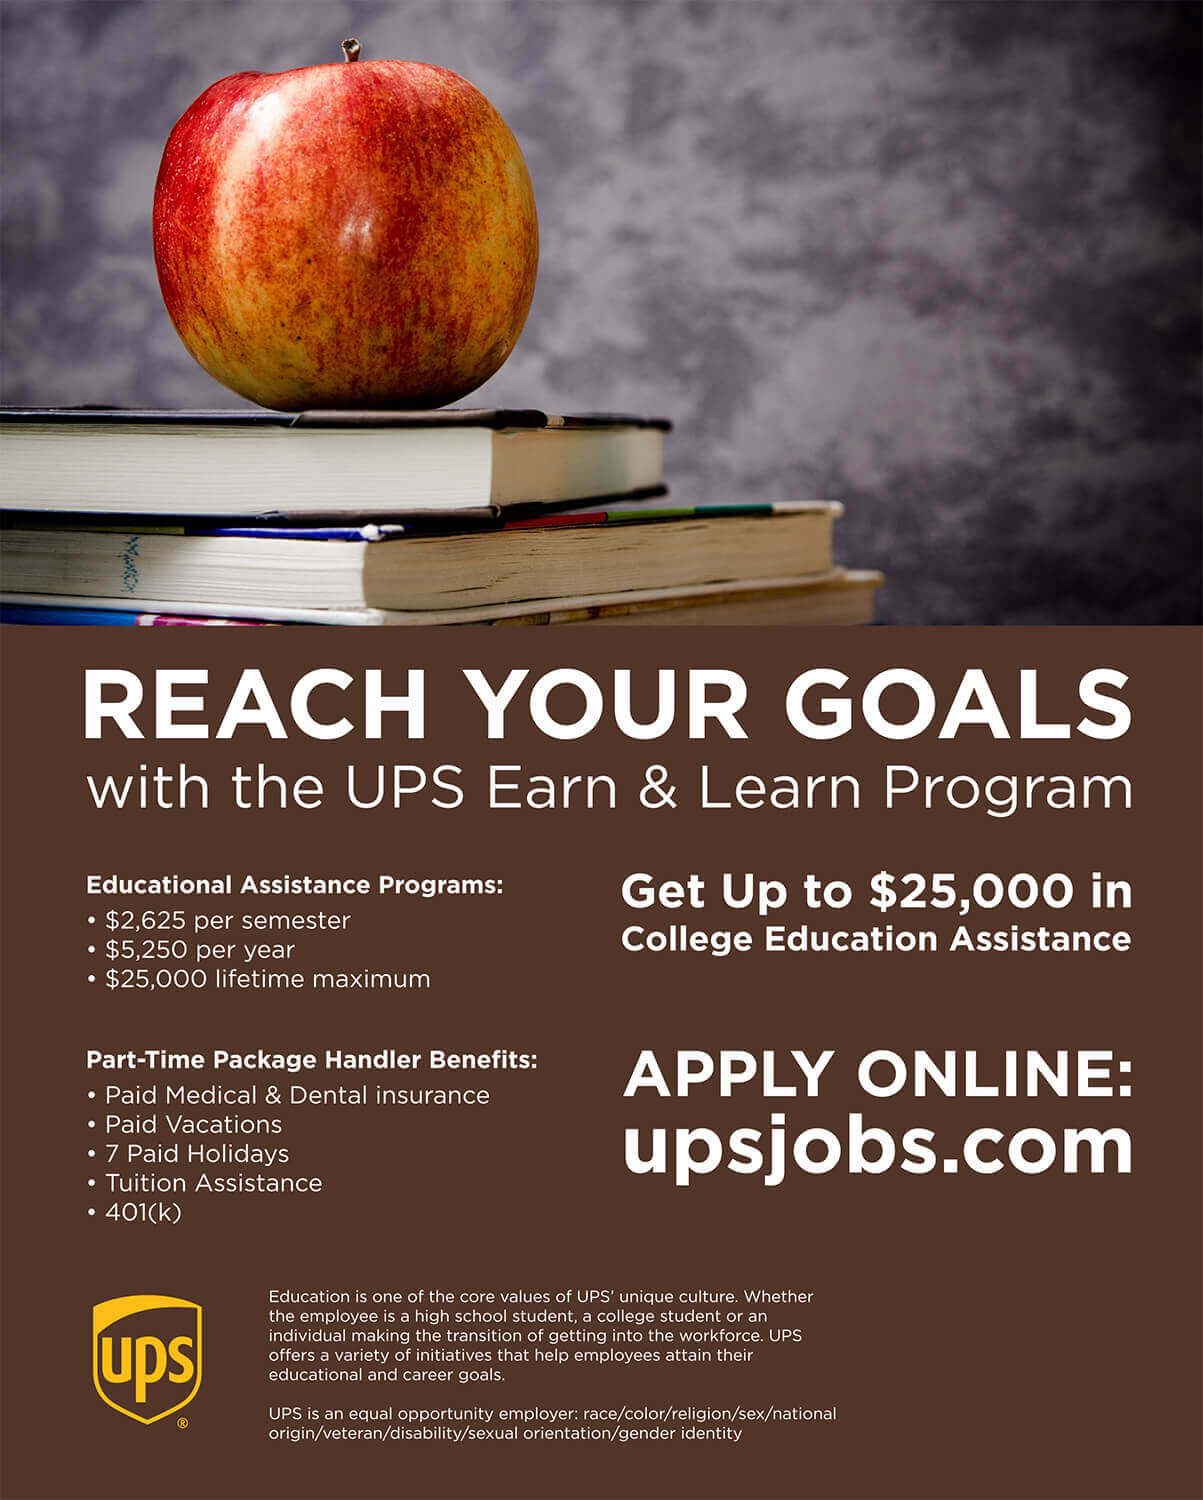 REACH YOUR GOALS
with the UPS Earn & Learn Program
Educational Assistance Programs:
• $2,625 per semester
• $5,250 per year
• $25,000 lifetime maximum
Get Up to $25,000 in
College Education Assistance
Part-Time Package Handler Benefits:
• Paid Medical & Dental insurance
• Paid Vacations
• 7 Paid Holidays
• Tuition Assistance
• 401(k)
APPLY ONLINE:
upsjobs.com
ups
®
Education is one of the core values of UPS’ unique culture. Whether
the employee is a high school student, a college student or an
individual making the transition of getting into the workforce. UPS
offers a variety of initiatives that help employees attain their
educational and career goals.
UPS is an equal opportunity employer: race/color/religion/sex/national
origin/veteran/disability/sexual orientation/gender identity